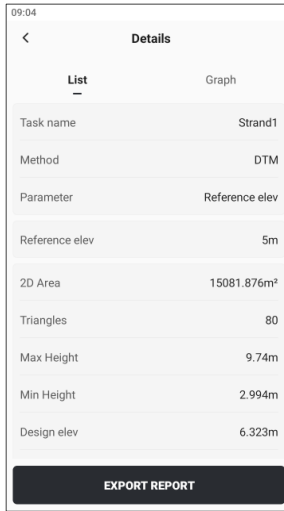 09:04
Details
List Graph
Task name Strand1
Method DTM
Parameter Reference elev
Reference elev 5m
2D Area 15081.876m²
Triangles 80
Max Height 9.74m
Min Height 2.994m
Design elev 6.323m
EXPORT REPORT